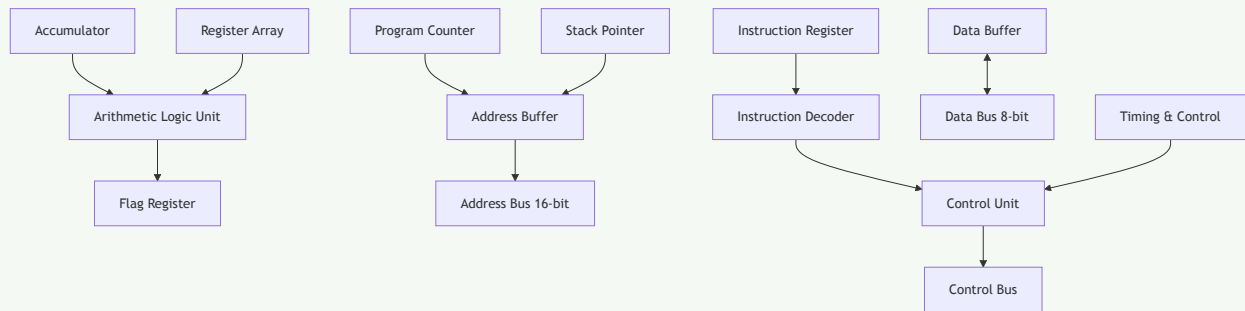 Accumulator
Register Array
Program Counter
Stack Pointer
Instruction Register
Data Buffer
Arithmetic Logic Unit
Address Buffer
Instruction Decoder
Data Bus 8-bit
Timing & Control
Flag Register
Address Bus 16-bit
Control Unit
Control Bus